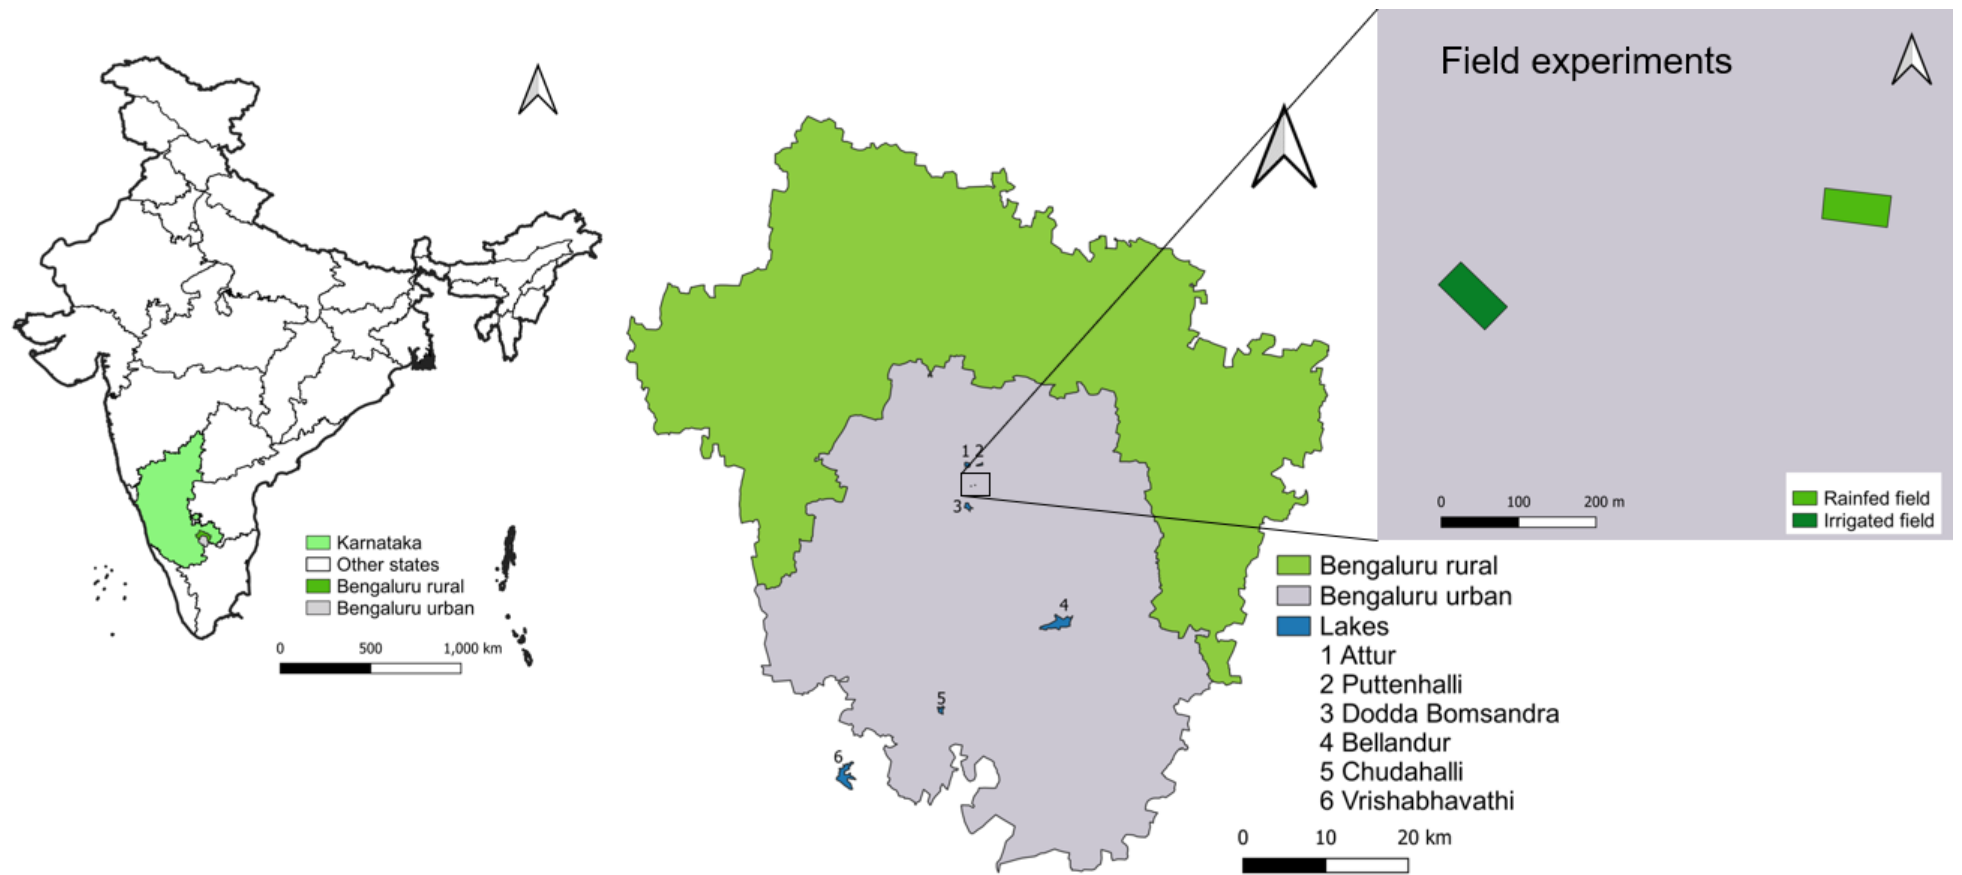 Karnataka
Other states
Bengaluru rural
Bengaluru urban
0 500 1,000 km
1 2
3
4
5
6
Field experiments
0 100 200 m
Rainfed field
Irrigated field
Bengaluru rural
Bengaluru urban
Lakes
1 Attur
2 Puttenhalli
3 Dodda Bomsandra
4 Bellandur
5 Chudahalli
6 Vrishabhavathi
0 10 20 km